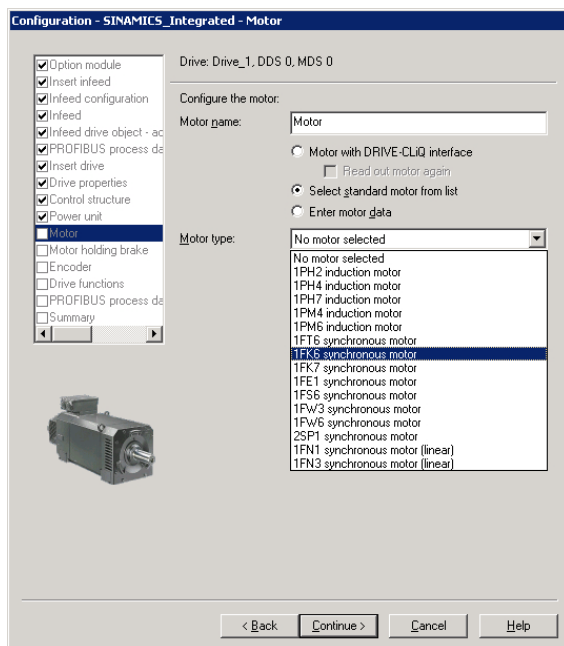 Configuration - SINAMICS_Integrated - Motor
Option module
Insert infeed
Infeed configuration
Infeed
Infeed drive object - ac
PROFIBUS process da
Insert drive
Drive properties
Control structure
Power unit
Motor
Motor holding brake
Encoder
Drive functions
PROFIBUS process da
Summary
Drive: Drive_1, DDS 0, MDS 0
Configure the motor:
Motor name: Motor
Motor with DRIVE-CLiQ interface
Read out motor again
Select standard motor from list
Enter motor data
Motor type: No motor selected
No motor selected
1PH2 induction motor
1PH4 induction motor
1PH7 induction motor
1PM4 induction motor
1PM6 induction motor
1FT6 synchronous motor
1FK6 synchronous motor
1FK7 synchronous motor
1FE1 synchronous motor
1FS6 synchronous motor
1FW3 synchronous motor
1FW6 synchronous motor
2SP1 synchronous motor
1FN1 synchronous motor (linear)
1FN3 synchronous motor (linear)
< Back Continue > Cancel Help